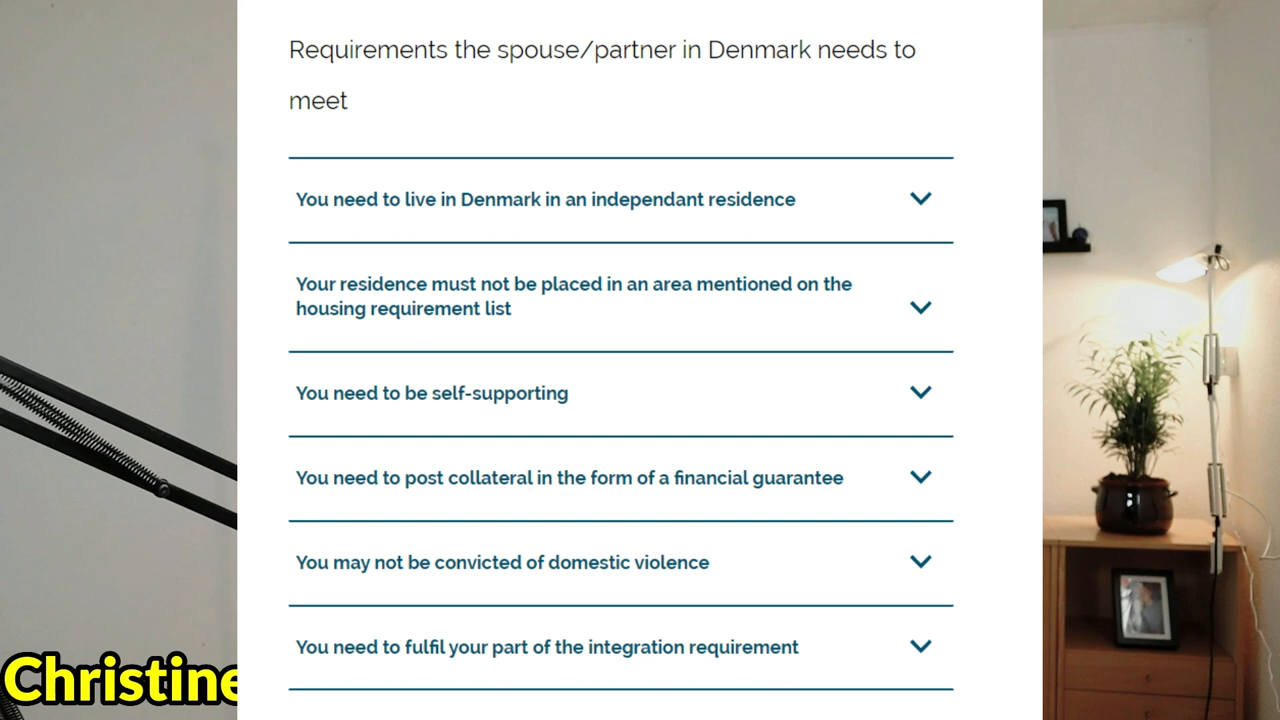 Requirements the spouse/partner in Denmark needs to
meet
You need to live in Denmark in an independant residence
Your residence must not be placed in an area mentioned on the
housing requirement list
You need to be self-supporting
You need to post collateral in the form of a financial guarantee
You may not be convicted of domestic violence
You need to fulfil your part of the integration requirement
Christine